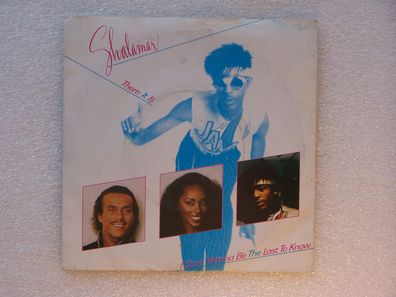 Shalamar
There It Is
I Don't Wanna Be The Last To Know